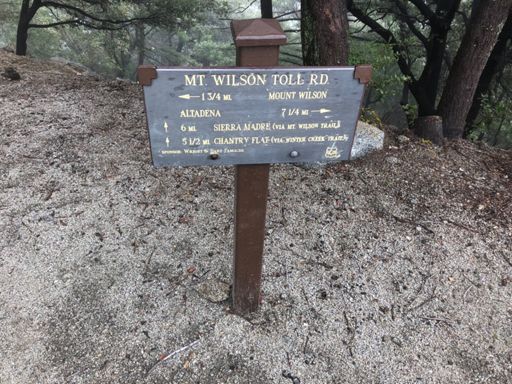 MT. WILSON TOLL RD.
← 1 3/4 MI. MOUNT WILSON
ALTADENA 7 1/4 MI. →
↑ 6 MI. SIERRA MADRE (VIA MT. WILSON TRAIL)
↑ 5 1/2 MI. CHANTRY FLAT (VIA WINTER CREEK TRAIL)
SPONSOR: